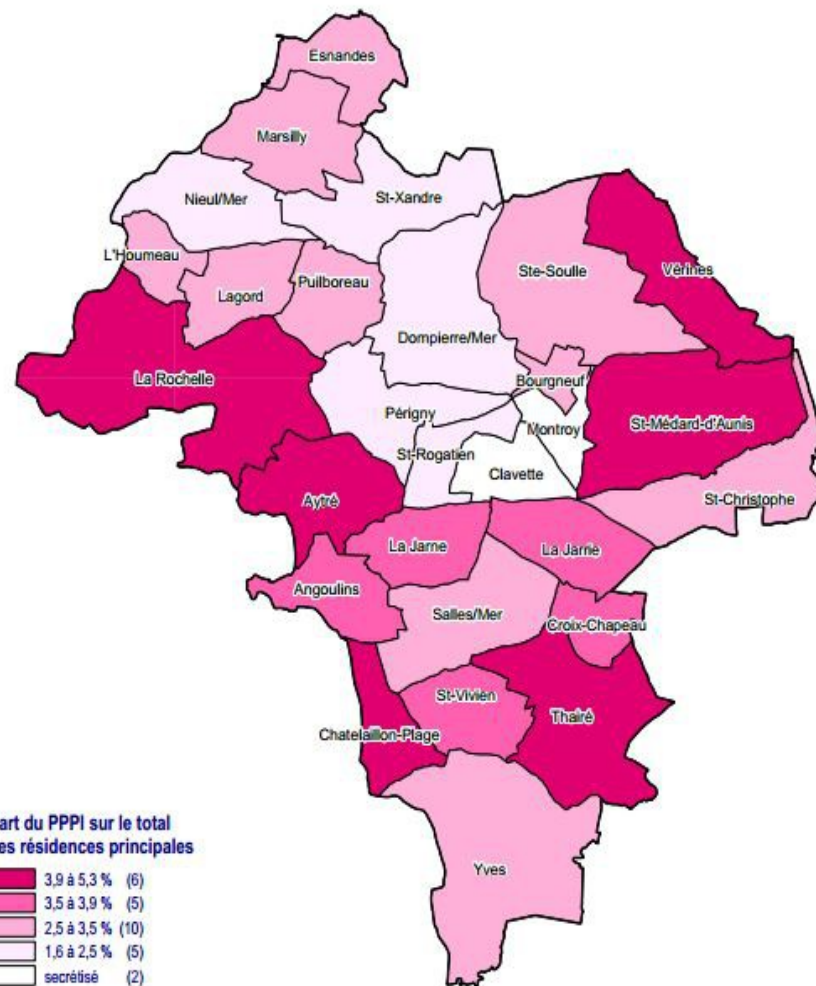 Esnandes
Marsilly
Nieul/Mer
St-Xandre
L'Houmeau
Lagord
Puilboreau
Ste-Soulle
Vérines
Dompierre/Mer
La Rochelle
Bourgneuf
Périgny
Montroy
St-Médard-d'Aunis
St-Rogatien
Clavette
Aytré
St-Christophe
La Jarne
La Jarrie
Angoulins
Salles/Mer
Croix-Chapeau
St-Vivien
Thairé
Chatelaillon-Plage
Yves
art du PPPI sur le total
es résidences principales
3,9 à 5,3 % (6)
3,5 à 3,9 % (5)
2,5 à 3,5 % (10)
1,6 à 2,5 % (5)
secrétisé (2)